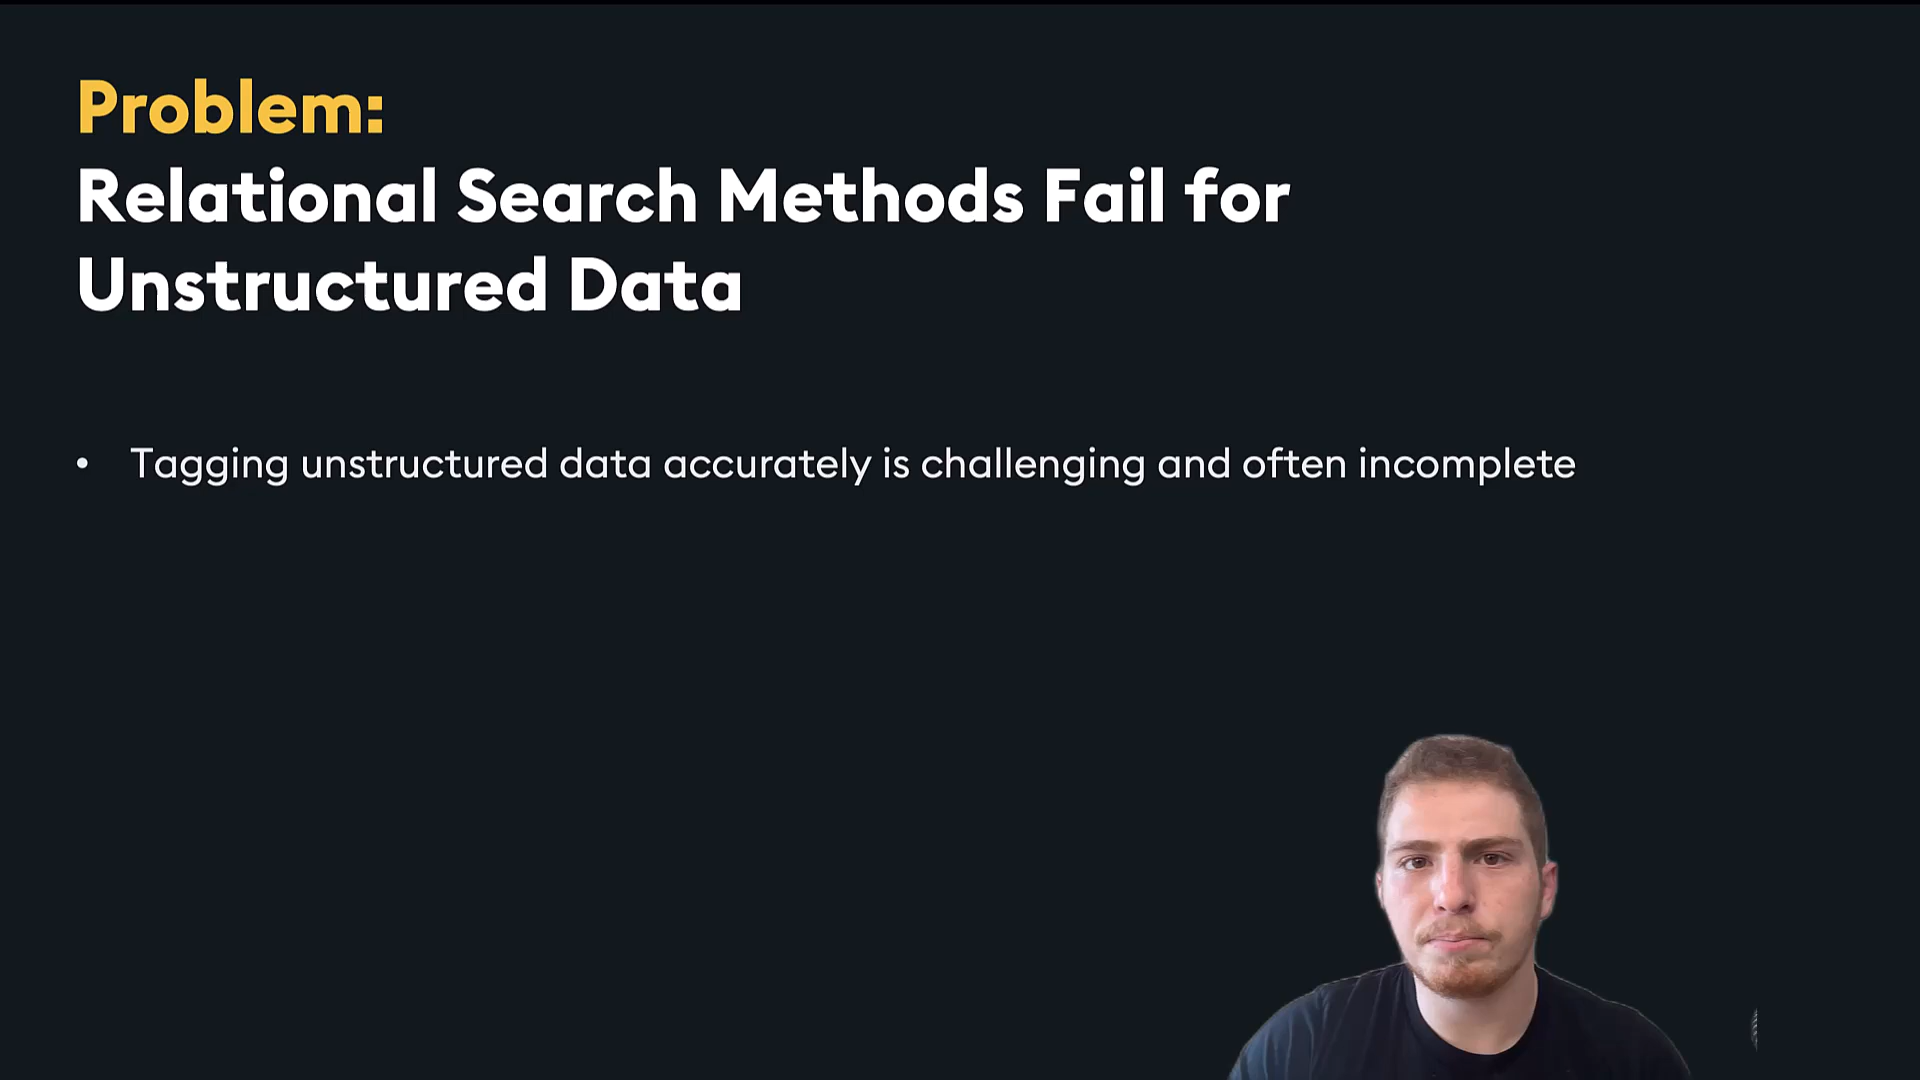 Problem:
Relational Search Methods Fail for
Unstructured Data
• Tagging unstructured data accurately is challenging and often incomplete